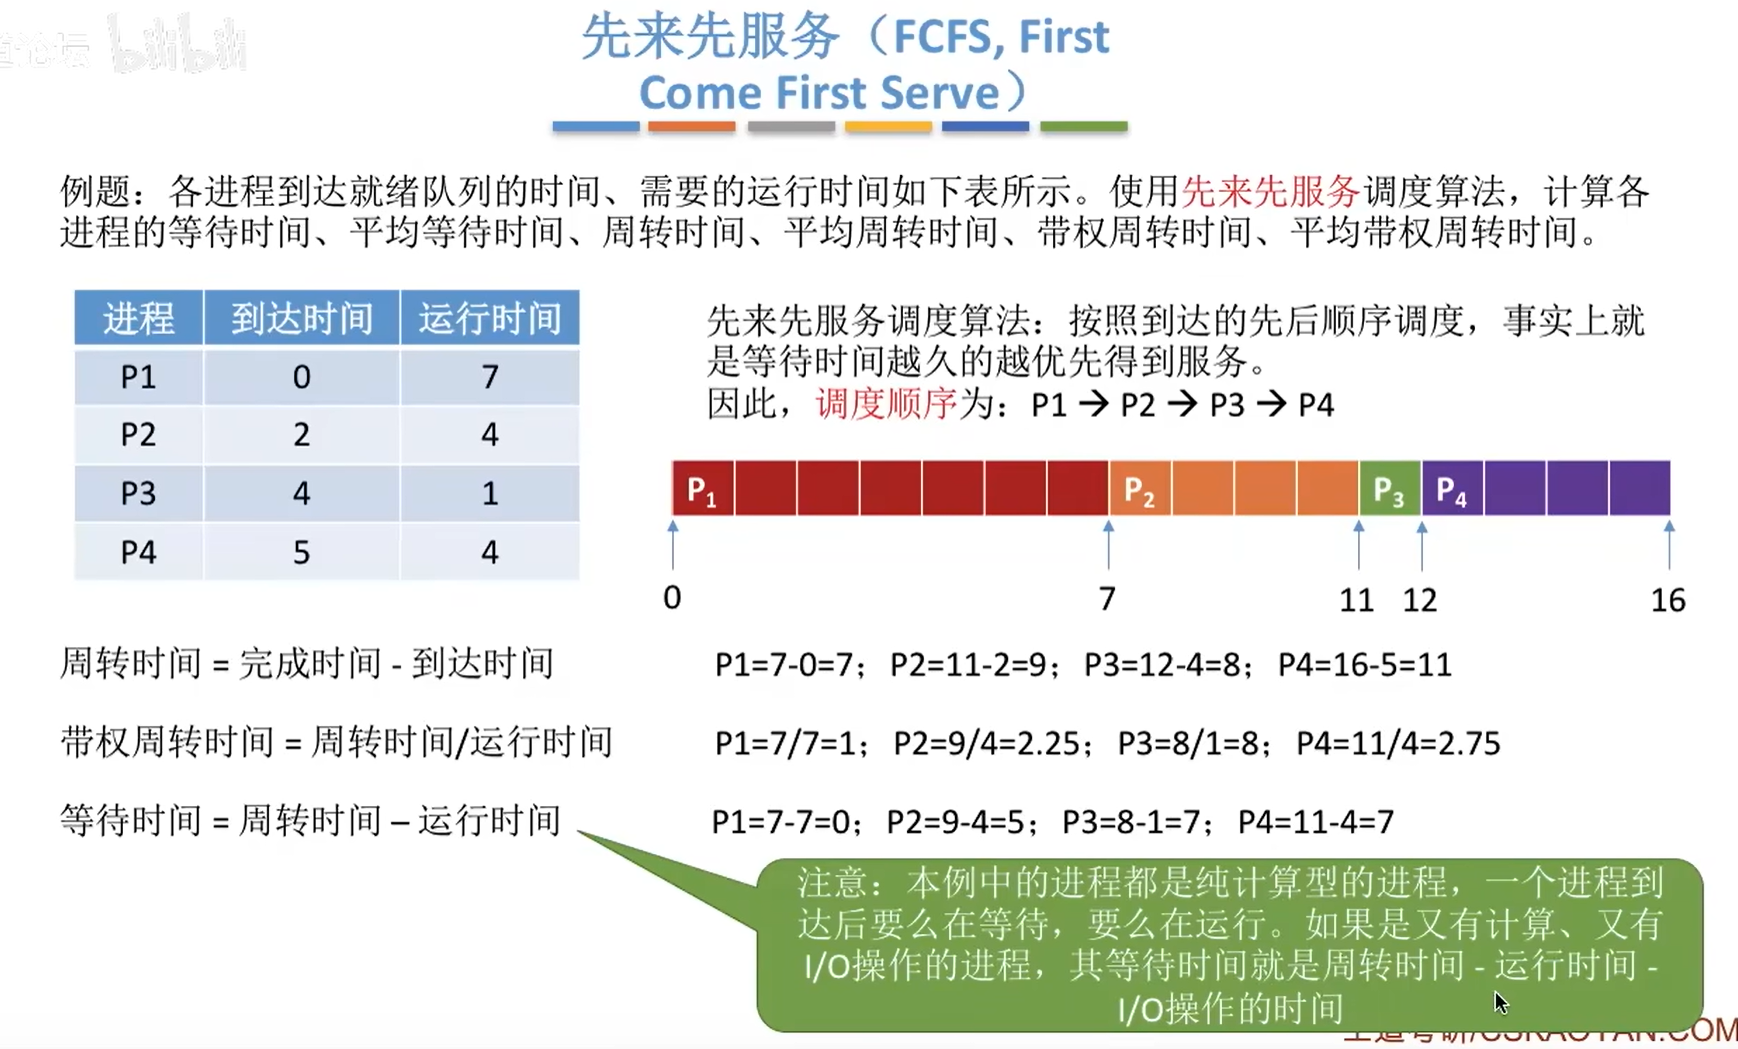 道论坛 bilibili
先来先服务（FCFS, First
Come First Serve）
例题：各进程到达就绪队列的时间、需要的运行时间如下表所示。使用先来先服务调度算法，计算各
进程的等待时间、平均等待时间、周转时间、平均周转时间、带权周转时间、平均带权周转时间。
进程 到达时间 运行时间
P1 0 7
P2 2 4
P3 4 1
P4 5 4
先来先服务调度算法：按照到达的先后顺序调度，事实上就
是等待时间越久的越优先得到服务。
因此，调度顺序为：P1 → P2 → P3 → P4
P1 P2 P3 P4
0 7 11 12 16
周转时间 = 完成时间 - 到达时间
P1=7-0=7；P2=11-2=9；P3=12-4=8；P4=16-5=11
带权周转时间 = 周转时间/运行时间
P1=7/7=1；P2=9/4=2.25；P3=8/1=8；P4=11/4=2.75
等待时间 = 周转时间 – 运行时间
P1=7-7=0；P2=9-4=5；P3=8-1=7；P4=11-4=7
注意：本例中的进程都是纯计算型的进程，一个进程到
达后要么在等待，要么在运行。如果是又有计算、又有
I/O操作的进程，其等待时间就是周转时间 - 运行时间 -
I/O操作的时间
王道考研/CSKAOYAN.COM